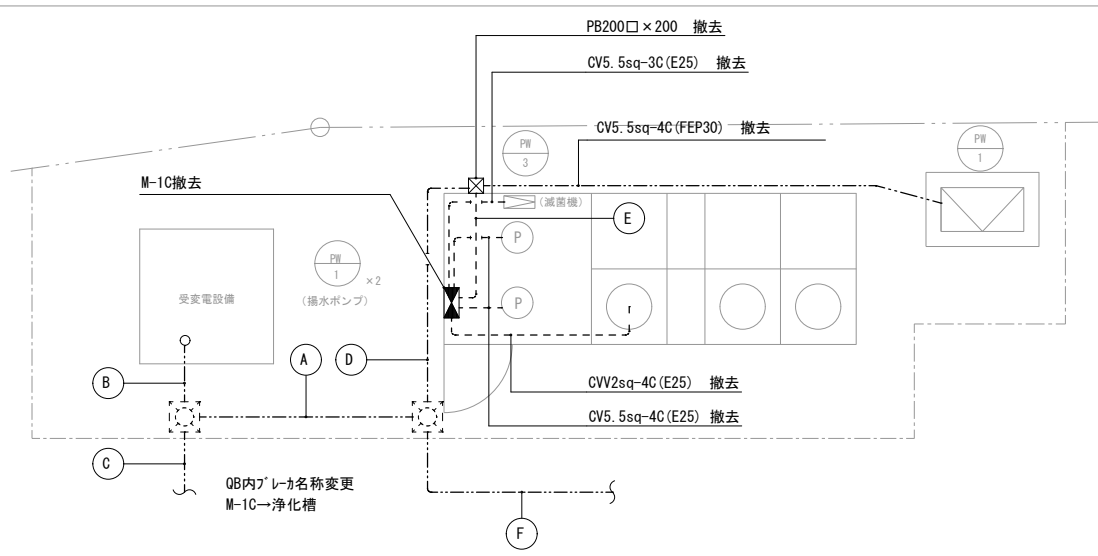 PB200□×200 撤去
CV5.5sq-3C(E25) 撤去
CV5.5sq-4C(FEP30) 撤去
PW
3
PW
1
M-1C撤去
(滅菌機)
E
P
PW
1
×2
(揚水ポンプ)
受変電設備
P
A
D
B
CVV2sq-4C(E25) 撤去
CV5.5sq-4C(E25) 撤去
C
QB内ブレーカ名称変更
M-1C→浄化槽
F